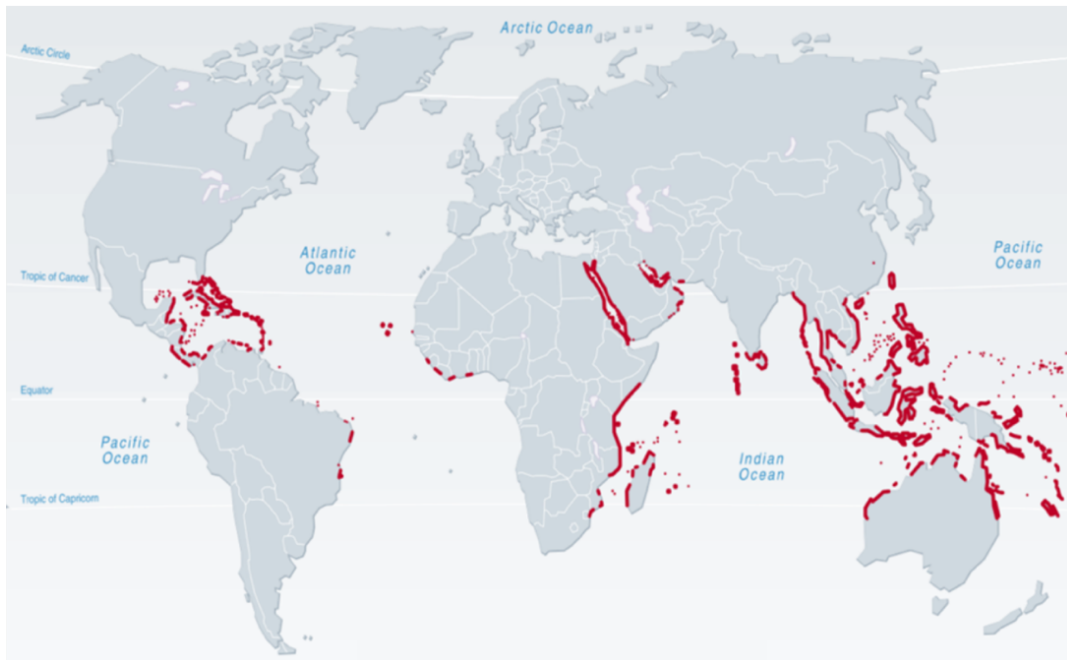 Arctic Ocean
Arctic Circle
Atlantic
Ocean
Pacific
Ocean
Tropic of Cancer
Equator
Pacific
Ocean
Indian
Ocean
Tropic of Capricorn